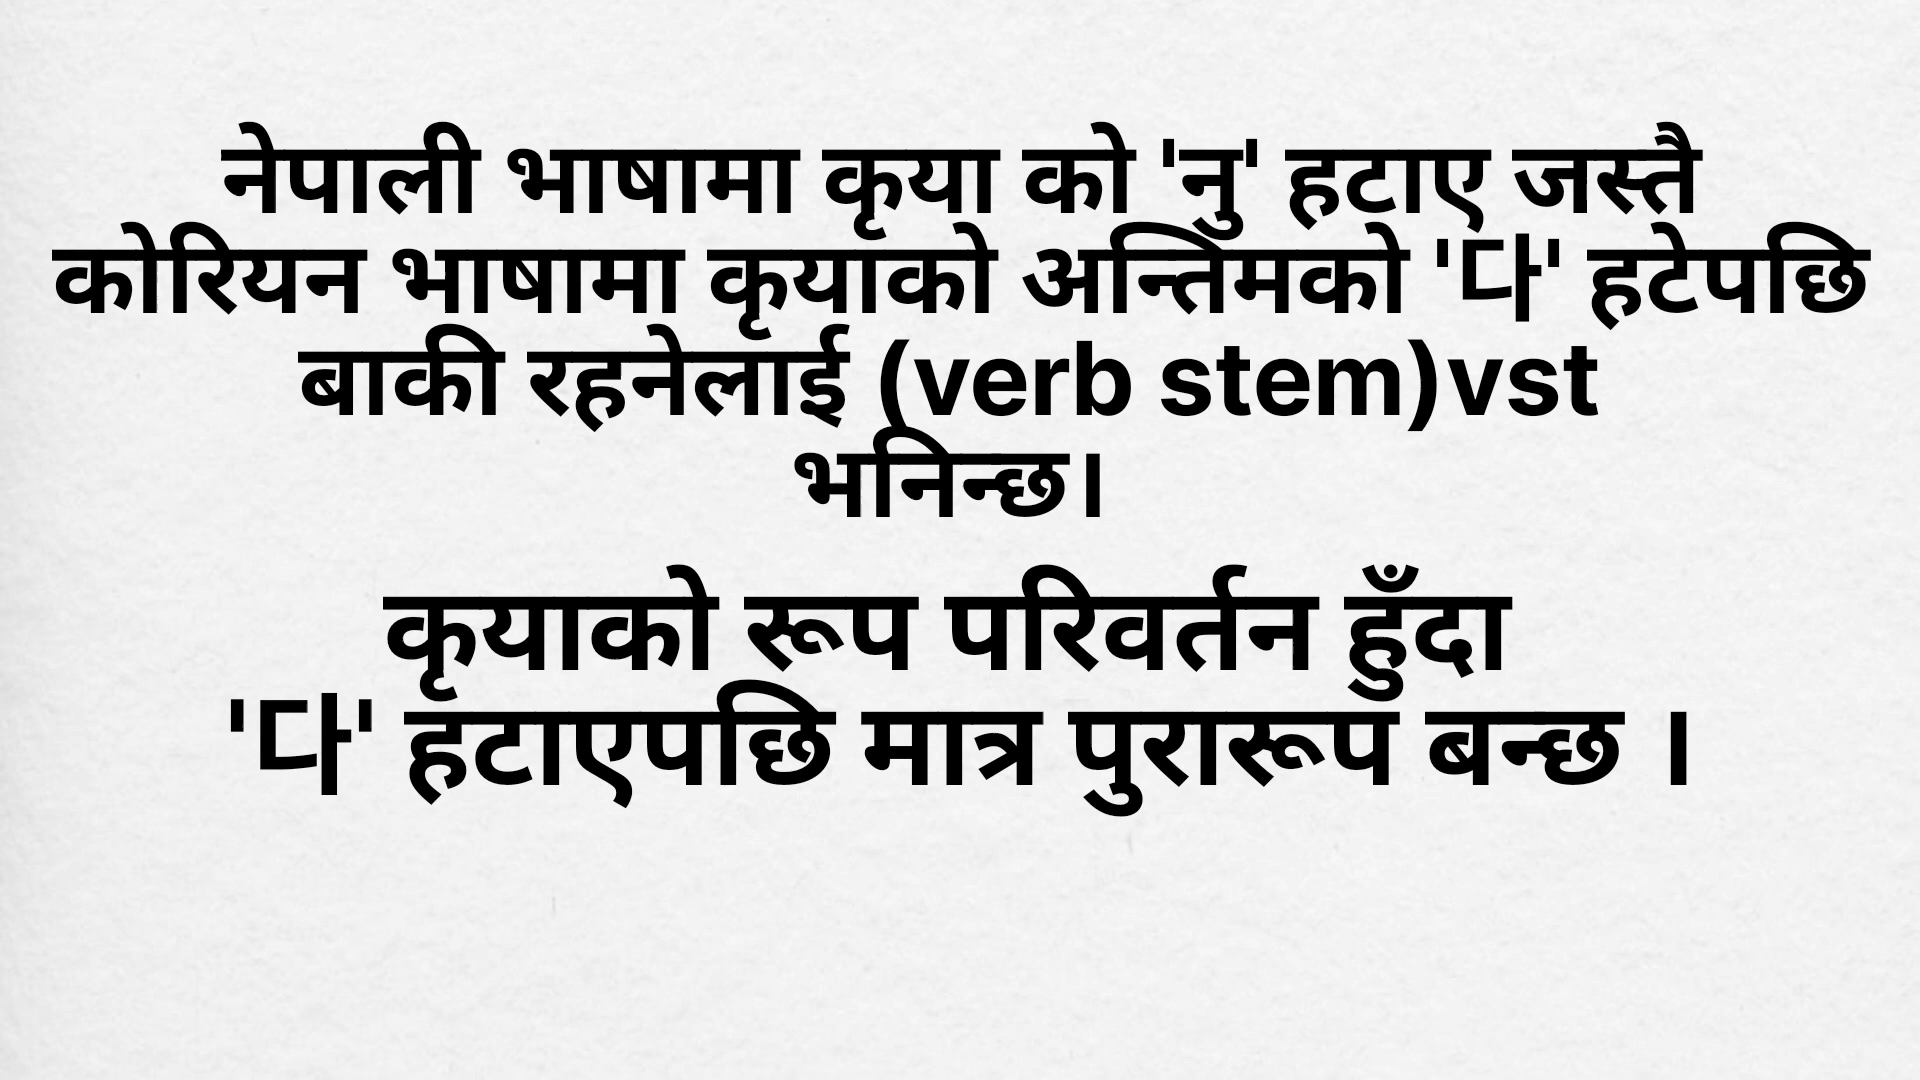 नेपाली भाषामा कृया को 'नु' हटाए जस्तै
कोरियन भाषामा कृयाको अन्तिमको '다' हटेपछि
बाकी रहनेलाई (verb stem)vst
भनिन्छ।
कृयाको रूप परिवर्तन हुँदा
'다' हटाएपछि मात्र पुरारूप बन्छ ।